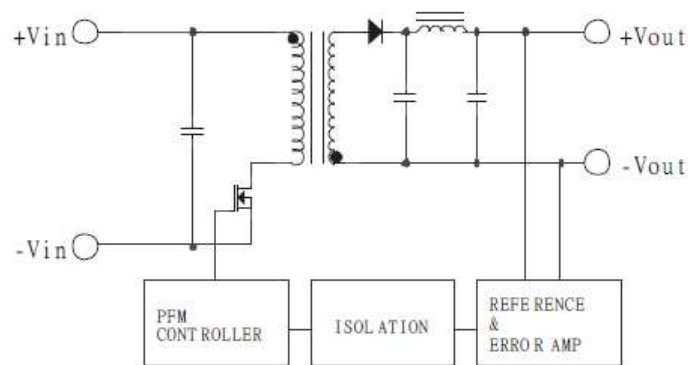 +Vin
+Vout
-Vout
-Vin
PFM
CONTROLLER
ISOLATION
REFERENCE
&
ERROR AMP